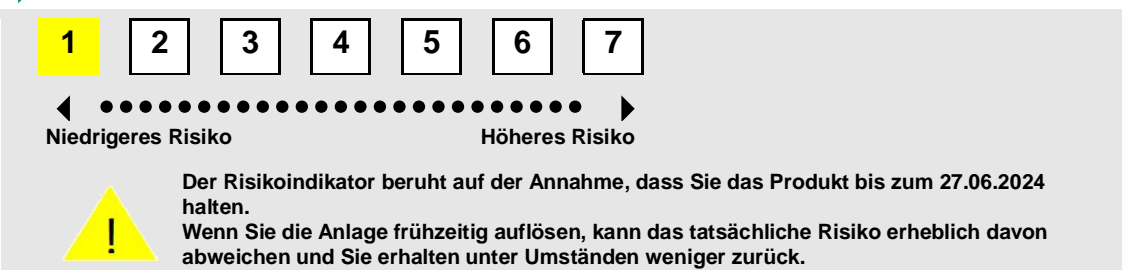 1 2 3 4 5 6 7
Niedrigeres Risiko Höheres Risiko
!
Der Risikoindikator beruht auf der Annahme, dass Sie das Produkt bis zum 27.06.2024
halten.
Wenn Sie die Anlage frühzeitig auflösen, kann das tatsächliche Risiko erheblich davon
abweichen und Sie erhalten unter Umständen weniger zurück.